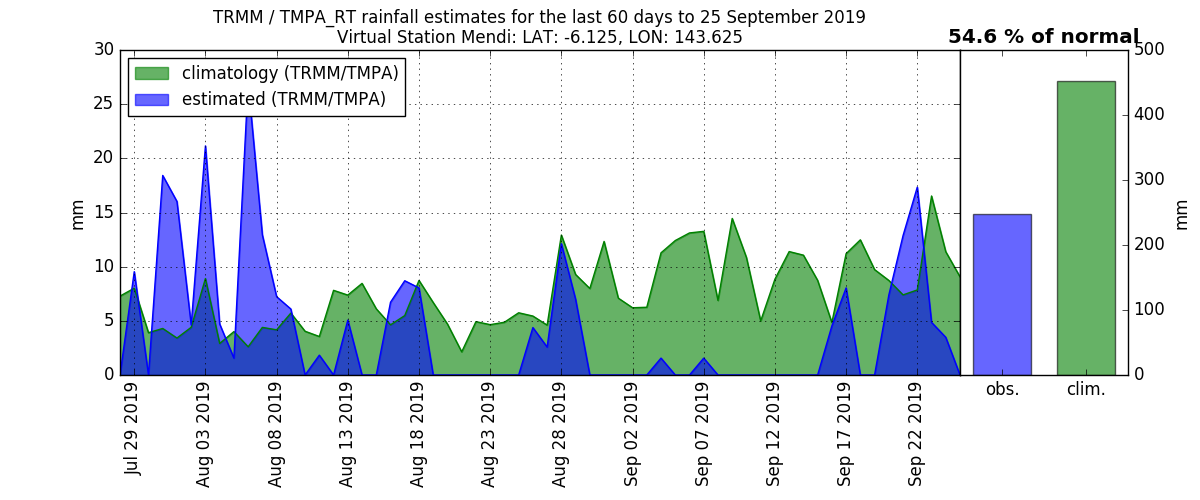 TRMM / TMPA_RT rainfall estimates for the last 60 days to 25 September 2019
Virtual Station Mendi: LAT: -6.125, LON: 143.625
54.6 % of normal
climatology (TRMM/TMPA)
estimated (TRMM/TMPA)
mm
30
25
20
15
10
5
0
Jul 29 2019
Aug 03 2019
Aug 08 2019
Aug 13 2019
Aug 18 2019
Aug 23 2019
Aug 28 2019
Sep 02 2019
Sep 07 2019
Sep 12 2019
Sep 17 2019
Sep 22 2019
obs.
clim.
500
400
300
200
100
0
mm